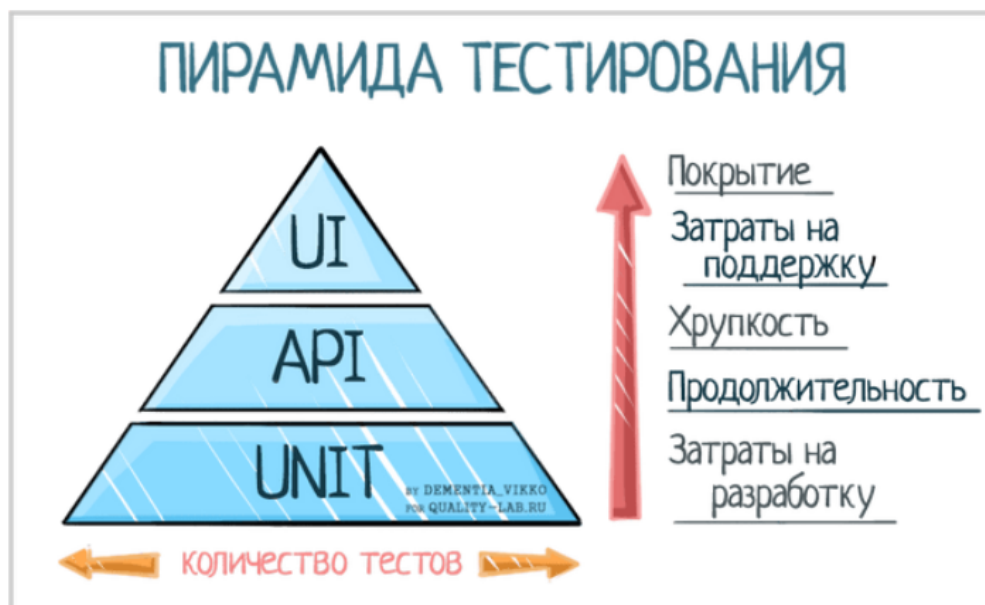 ПИРАМИДА ТЕСТИРОВАНИЯ
UI
API
UNIT
BY DEMENTIA_VIKKO
FOR QUALITY-LAB.RU
КОЛИЧЕСТВО ТЕСТОВ
Покрытие
Затраты на
поддержку
Хрупкость
Продолжительность
Затраты на
разработку